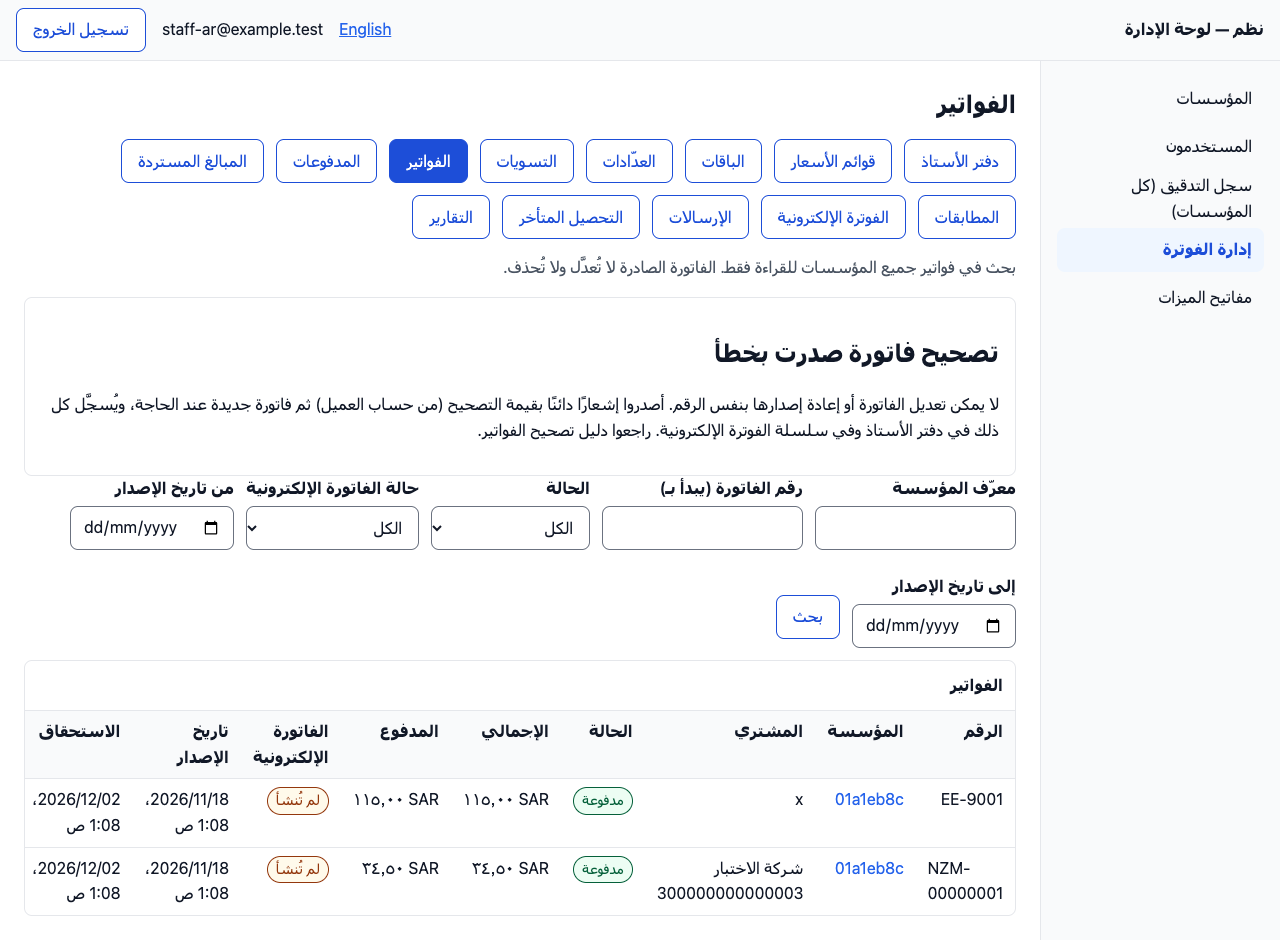 نظم — لوحة الإدارة
English
staff-ar@example.test
تسجيل الخروج
المؤسسات
المستخدمون
سجل التدقيق (كل
المؤسسات)
إدارة الفوترة
مفاتيح الميزات
الفواتير
دفتر الأستاذ
قوائم الأسعار
الباقات
العدّادات
التسويات
الفواتير
المدفوعات
المبالغ المستردة
المطابقات
الفوترة الإلكترونية
الإرسالات
التحصيل المتأخر
التقارير
بحث في فواتير جميع المؤسسات للقراءة فقط. الفاتورة الصادرة لا تُعدَّل ولا تُحذف.
تصحيح فاتورة صدرت بخطأ
لا يمكن تعديل الفاتورة أو إعادة إصدارها بنفس الرقم. أصدروا إشعارًا دائنًا بقيمة التصحيح (من حساب العميل) ثم فاتورة جديدة عند الحاجة، ويُسجَّل كل
ذلك في دفتر الأستاذ وفي سلسلة الفوترة الإلكترونية. راجعوا دليل تصحيح الفواتير.
معرّف المؤسسة
رقم الفاتورة (يبدأ بـ)
الحالة
الكل
حالة الفاتورة الإلكترونية
الكل
من تاريخ الإصدار
dd/mm/yyyy
إلى تاريخ الإصدار
dd/mm/yyyy
بحث
الفواتير
الرقم المؤسسة المشتري الحالة الإجمالي المدفوع الفاتورة الإلكترونية تاريخ الإصدار الاستحقاق
EE-9001
01a1eb8c
x
مدفوعة
١١٥,٠٠ SAR
١١٥,٠٠ SAR
لم تُنشأ
2026/11/18،
1:08 ص
2026/12/02،
1:08 ص
NZM-
00000001
01a1eb8c
شركة الاختبار
300000000000003
مدفوعة
٣٤,٥٠ SAR
٣٤,٥٠ SAR
لم تُنشأ
2026/11/18،
1:08 ص
2026/12/02،
1:08 ص